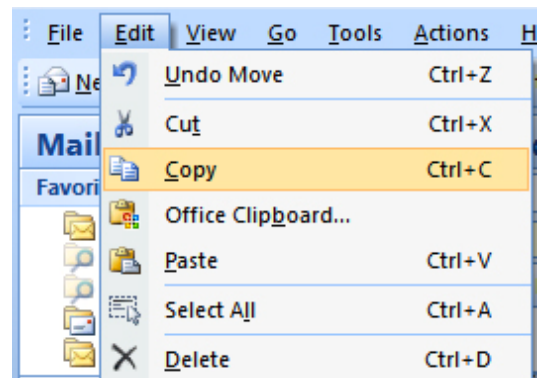 File Edit View Go Tools Actions H
Ne
Undo Move Ctrl+Z
Cut Ctrl+X
Mail
Copy Ctrl+C
Favori
Office Clipboard...
Paste Ctrl+V
Select All Ctrl+A
Delete Ctrl+D